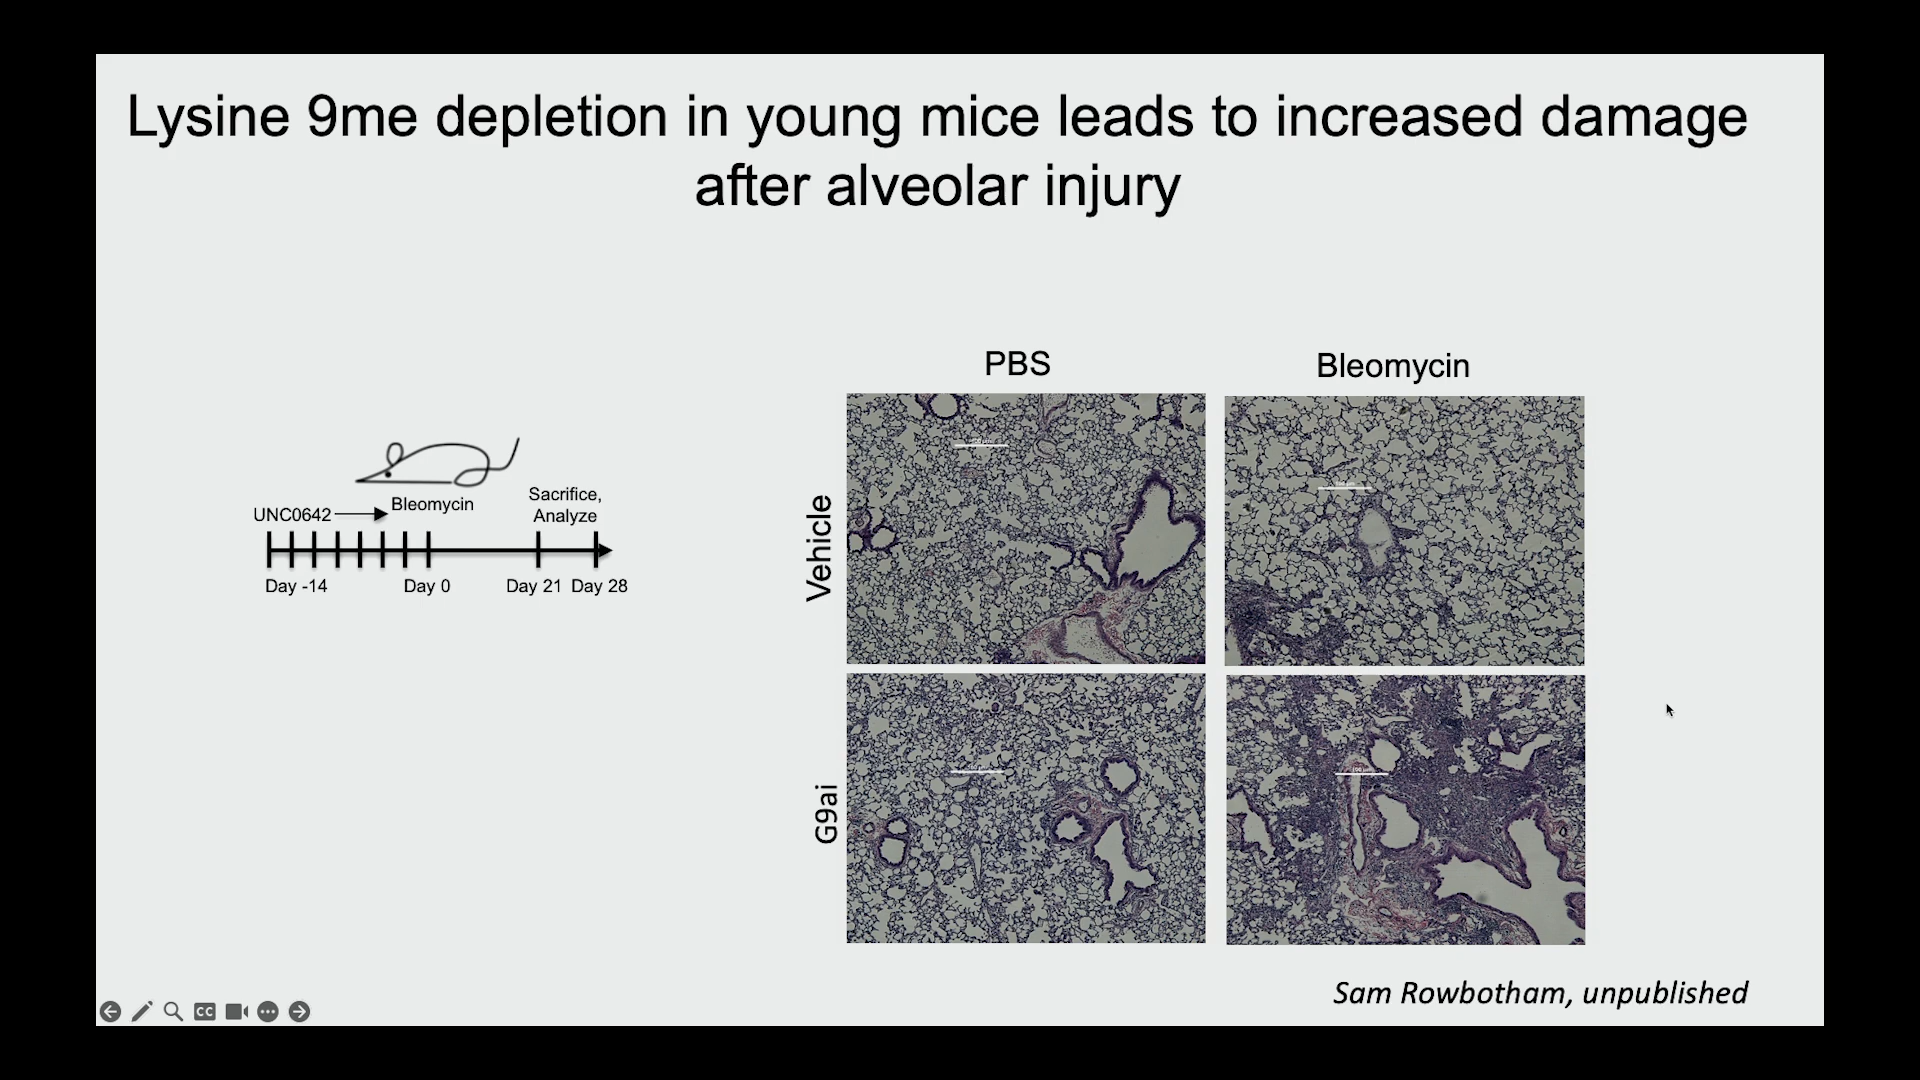 Lysine 9me depletion in young mice leads to increased damage
after alveolar injury
PBS
Bleomycin
Vehicle
G9ai
UNC0642
Bleomycin
Sacrifice,
Analyze
Day -14
Day 0
Day 21
Day 28
Sam Rowbotham, unpublished
CC